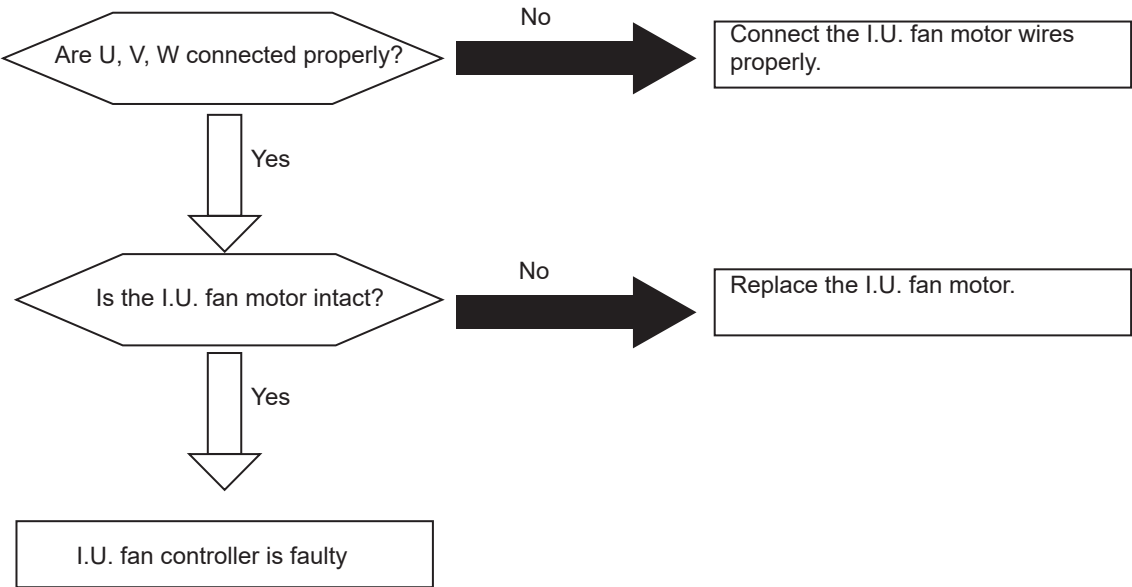 Are U, V, W connected properly?
No
Connect the I.U. fan motor wires
properly.
Yes
Is the I.U. fan motor intact?
No
Replace the I.U. fan motor.
Yes
I.U. fan controller is faulty